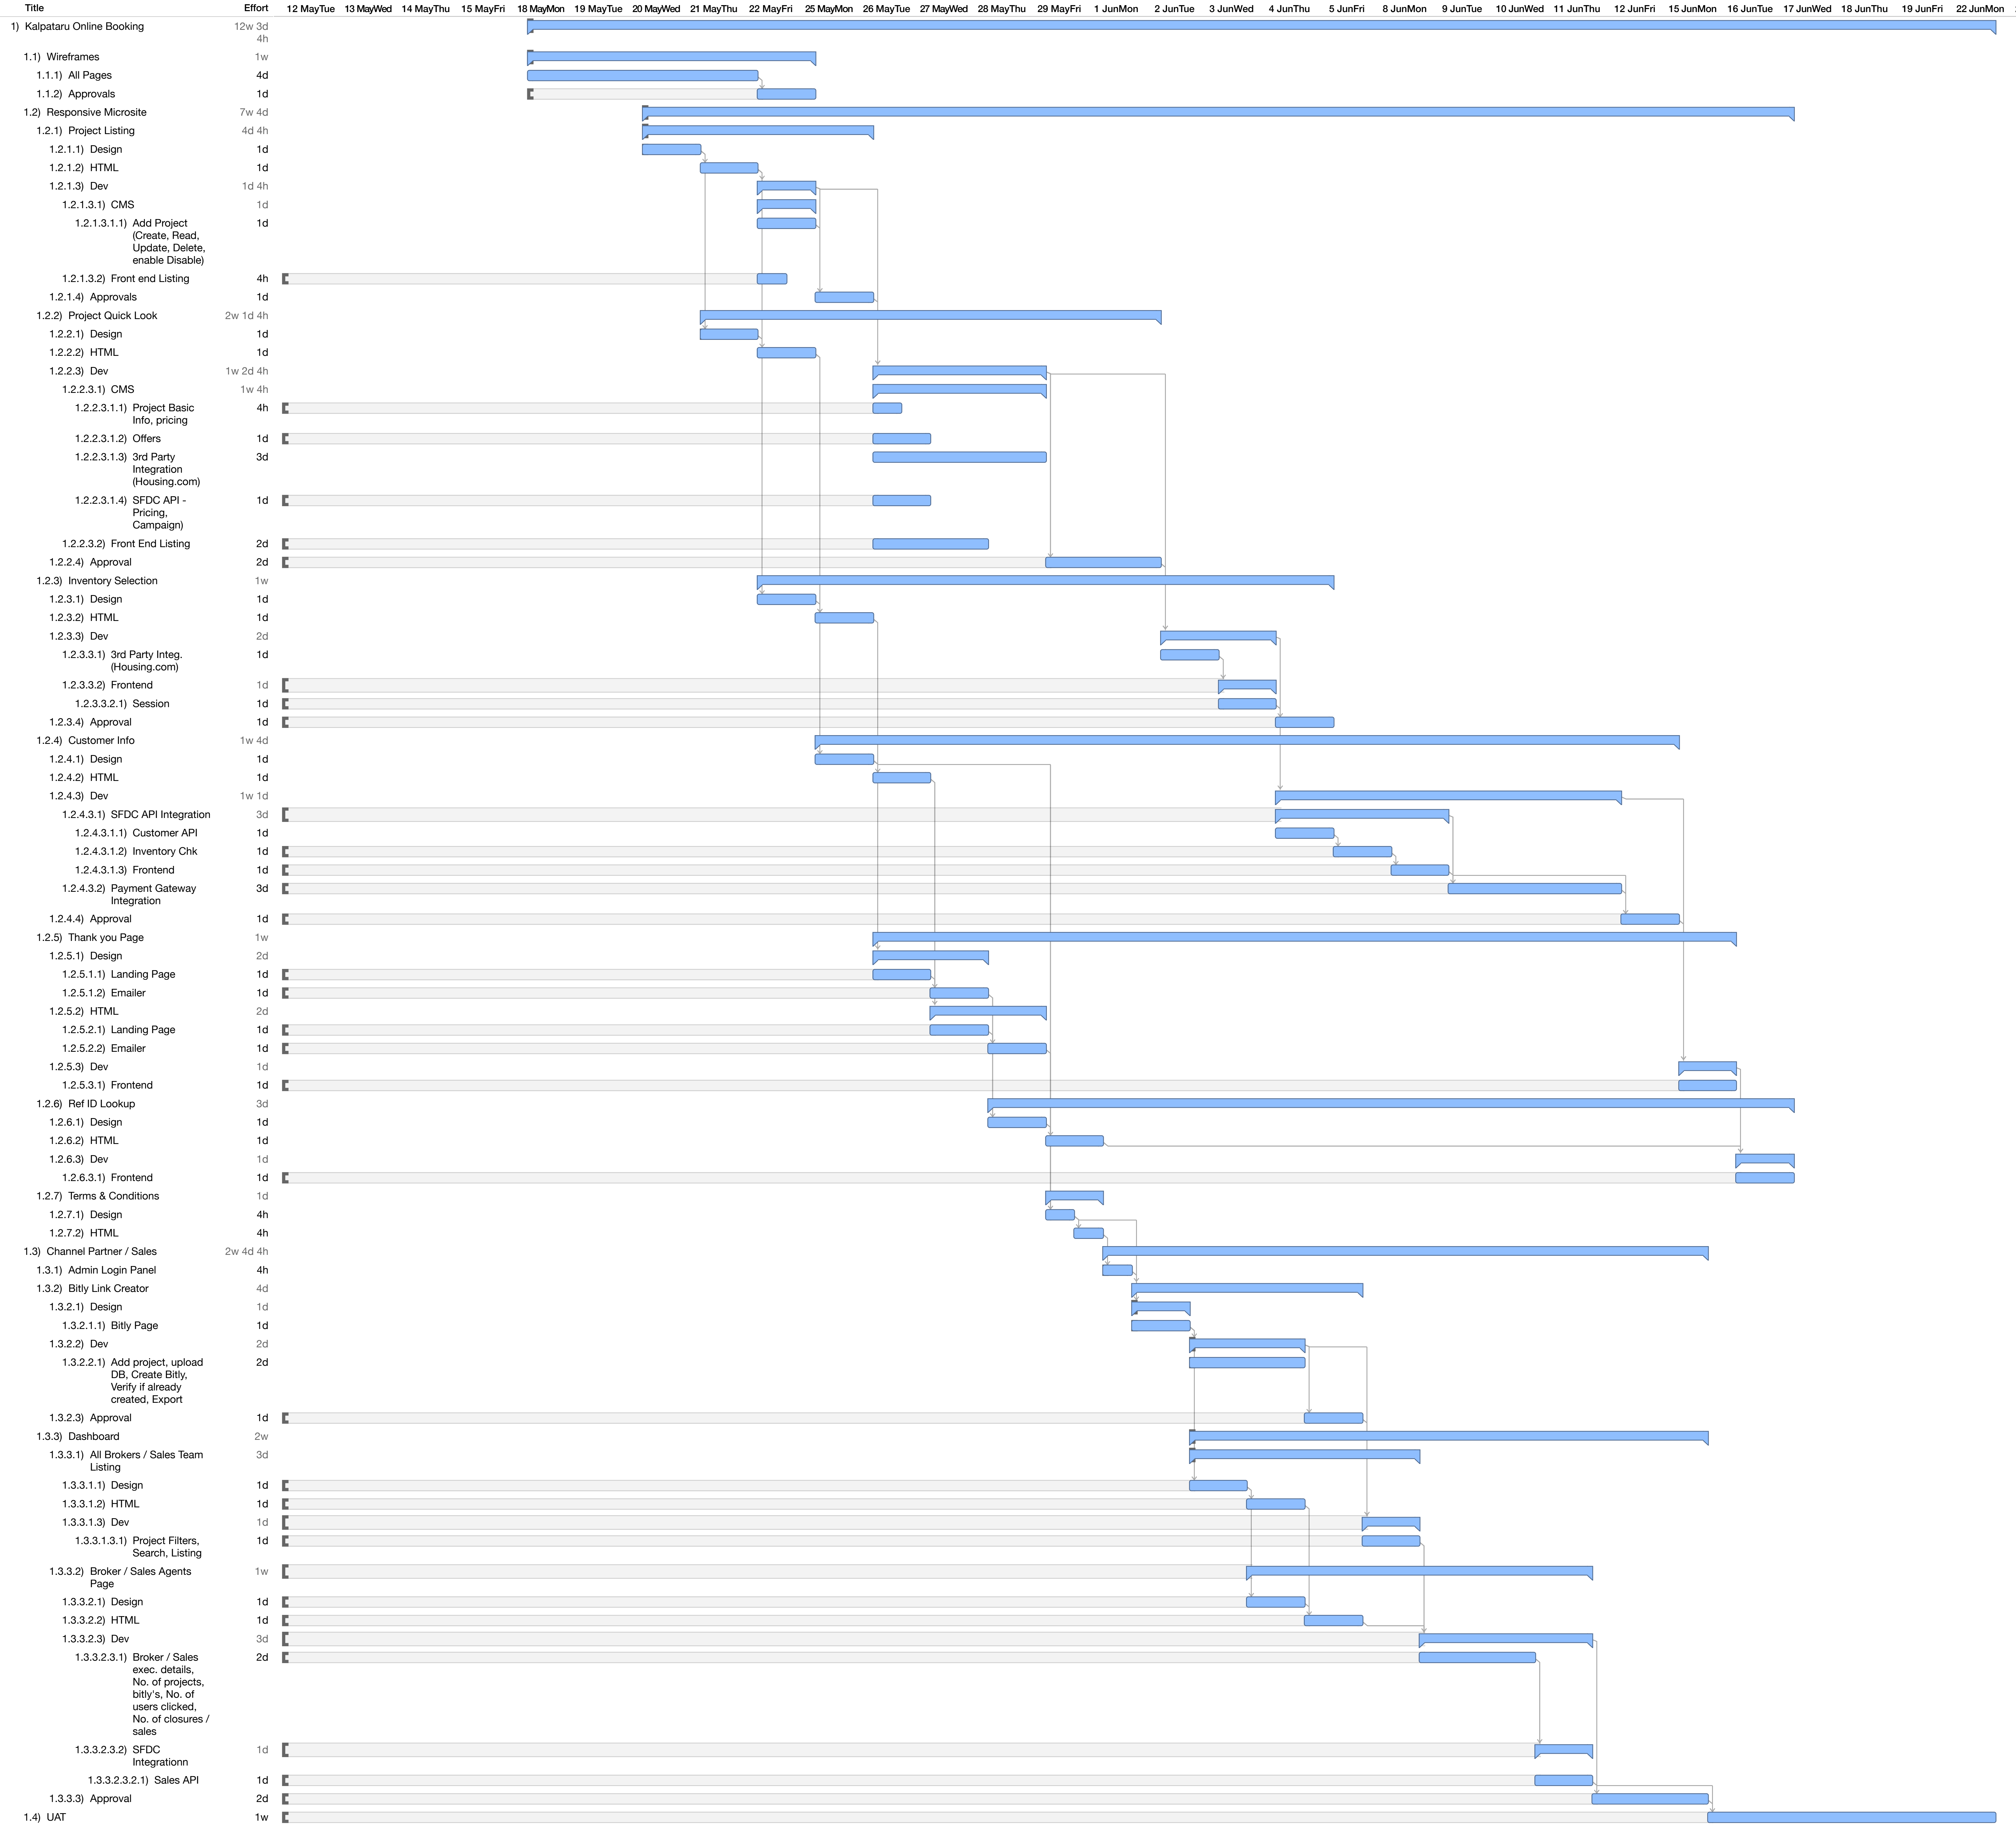 Title Effort 12 MayTue 13 MayWed 14 MayThu 15 MayFri 18 MayMon 19 MayTue 20 MayWed 21 MayThu 22 MayFri 25 MayMon 26 MayTue 27 MayWed 28 MayThu 29 MayFri 1 JunMon 2 JunTue 3 JunWed 4 JunThu 5 JunFri 8 JunMon 9 JunTue 10 JunWed 11 JunThu 12 JunFri 15 JunMon 16 JunTue 17 JunWed 18 JunThu 19 JunFri 22 JunMon
1) Kalpataru Online Booking 12w 3d
4h
1.1) Wireframes 1w
1.1.1) All Pages 4d
1.1.2) Approvals 1d
1.2) Responsive Microsite 7w 4d
1.2.1) Project Listing 4d 4h
1.2.1.1) Design 1d
1.2.1.2) HTML 1d
1.2.1.3) Dev 1d 4h
1.2.1.3.1) CMS 1d
1.2.1.3.1.1) Add Project 1d
(Create, Read,
Update, Delete,
enable Disable)
1.2.1.3.2) Front end Listing 4h
1.2.1.4) Approvals 1d
1.2.2) Project Quick Look 2w 1d 4h
1.2.2.1) Design 1d
1.2.2.2) HTML 1d
1.2.2.3) Dev 1w 2d 4h
1.2.2.3.1) CMS 1w 4h
1.2.2.3.1.1) Project Basic 4h
Info, pricing
1.2.2.3.1.2) Offers 1d
1.2.2.3.1.3) 3rd Party 3d
Integration
(Housing.com)
1.2.2.3.1.4) SFDC API - 1d
Pricing,
Campaign)
1.2.2.3.2) Front End Listing 2d
1.2.2.4) Approval 2d
1.2.3) Inventory Selection 1w
1.2.3.1) Design 1d
1.2.3.2) HTML 1d
1.2.3.3) Dev 2d
1.2.3.3.1) 3rd Party Integ. 1d
(Housing.com)
1.2.3.3.2) Frontend 1d
1.2.3.3.2.1) Session 1d
1.2.3.4) Approval 1d
1.2.4) Customer Info 1w 4d
1.2.4.1) Design 1d
1.2.4.2) HTML 1d
1.2.4.3) Dev 1w 1d
1.2.4.3.1) SFDC API Integration 3d
1.2.4.3.1.1) Customer API 1d
1.2.4.3.1.2) Inventory Chk 1d
1.2.4.3.1.3) Frontend 1d
1.2.4.3.2) Payment Gateway 3d
Integration
1.2.4.4) Approval 1d
1.2.5) Thank you Page 1w
1.2.5.1) Design 2d
1.2.5.1.1) Landing Page 1d
1.2.5.1.2) Emailer 1d
1.2.5.2) HTML 2d
1.2.5.2.1) Landing Page 1d
1.2.5.2.2) Emailer 1d
1.2.5.3) Dev 1d
1.2.5.3.1) Frontend 1d
1.2.6) Ref ID Lookup 3d
1.2.6.1) Design 1d
1.2.6.2) HTML 1d
1.2.6.3) Dev 1d
1.2.6.3.1) Frontend 1d
1.2.7) Terms & Conditions 1d
1.2.7.1) Design 4h
1.2.7.2) HTML 4h
1.3) Channel Partner / Sales 2w 4d 4h
1.3.1) Admin Login Panel 4h
1.3.2) Bitly Link Creator 4d
1.3.2.1) Design 1d
1.3.2.1.1) Bitly Page 1d
1.3.2.2) Dev 2d
1.3.2.2.1) Add project, upload 2d
DB, Create Bitly,
Verify if already
created, Export
1.3.2.3) Approval 1d
1.3.3) Dashboard 2w
1.3.3.1) All Brokers / Sales Team 3d
Listing
1.3.3.1.1) Design 1d
1.3.3.1.2) HTML 1d
1.3.3.1.3) Dev 1d
1.3.3.1.3.1) Project Filters, 1d
Search, Listing
1.3.3.2) Broker / Sales Agents 1w
Page
1.3.3.2.1) Design 1d
1.3.3.2.2) HTML 1d
1.3.3.2.3) Dev 3d
1.3.3.2.3.1) Broker / Sales 2d
exec. details,
No. of projects,
bitly's, No. of
users clicked,
No. of closures /
sales
1.3.3.2.3.2) SFDC 1d
Integrationn
1.3.3.2.3.2.1) Sales API 1d
1.3.3.3) Approval 2d
1.4) UAT 1w